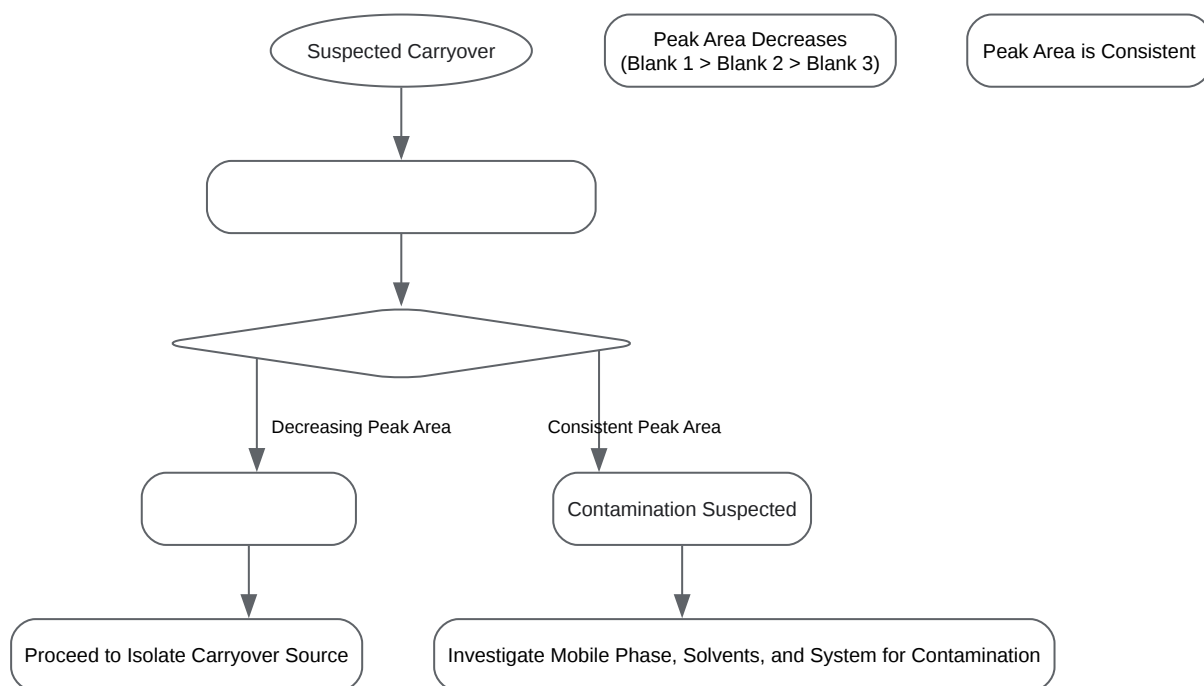 Suspected Carryover
Peak Area Decreases
(Blank 1 > Blank 2 > Blank 3)
Peak Area is Consistent
Decreasing Peak Area
Consistent Peak Area
Contamination Suspected
Proceed to Isolate Carryover Source
Investigate Mobile Phase, Solvents, and System for Contamination